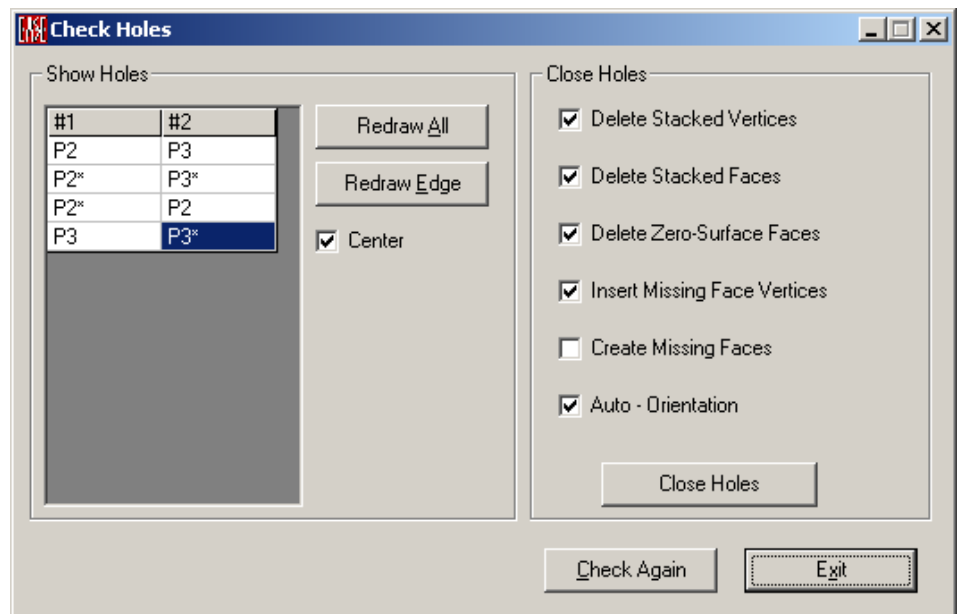 Check Holes
Show Holes
#1 #2
P2 P3
P2* P3*
P2* P2
P3 P3*
Redraw All
Redraw Edge
Center
Close Holes
Delete Stacked Vertices
Delete Stacked Faces
Delete Zero-Surface Faces
Insert Missing Face Vertices
Create Missing Faces
Auto - Orientation
Close Holes
Check Again
Exit